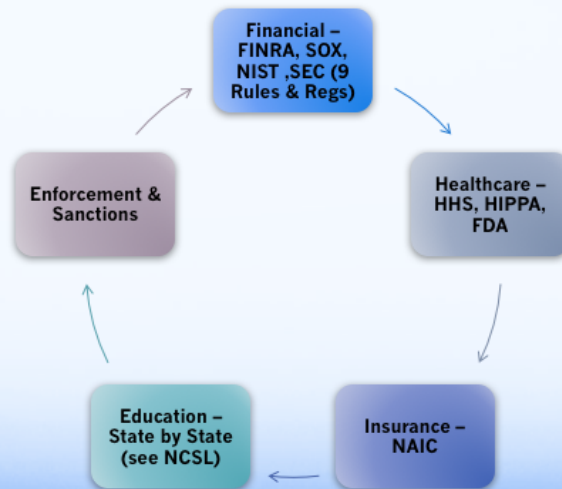 Financial –
FINRA, SOX,
NIST ,SEC (9
Rules & Regs)
Healthcare –
HHS, HIPPA,
FDA
Insurance –
NAIC
Education –
State by State
(see NCSL)
Enforcement &
Sanctions